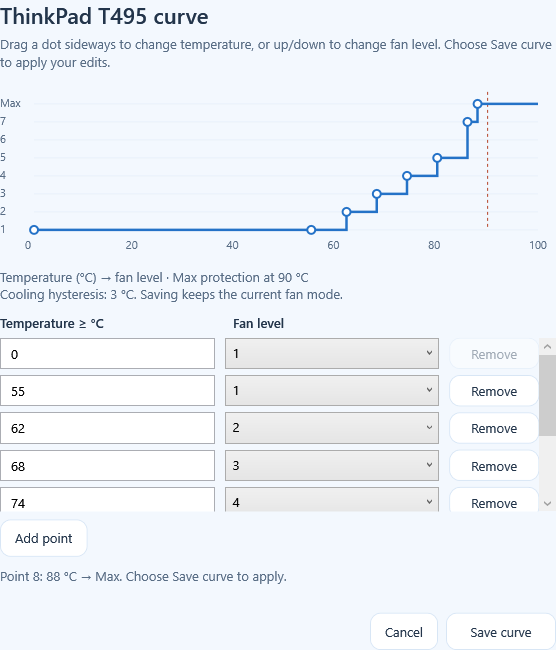 ThinkPad T495 curve
Drag a dot sideways to change temperature, or up/down to change fan level. Choose Save curve
to apply your edits.
Max
7
6
5
4
3
2
1
0 20 40 60 80 100
Temperature (°C) → fan level · Max protection at 90 °C
Cooling hysteresis: 3 °C. Saving keeps the current fan mode.
Temperature ≥ °C Fan level
0 1 Remove
55 1 Remove
62 2 Remove
68 3 Remove
74 4 Remove
Add point
Point 8: 88 °C → Max. Choose Save curve to apply.
Cancel Save curve